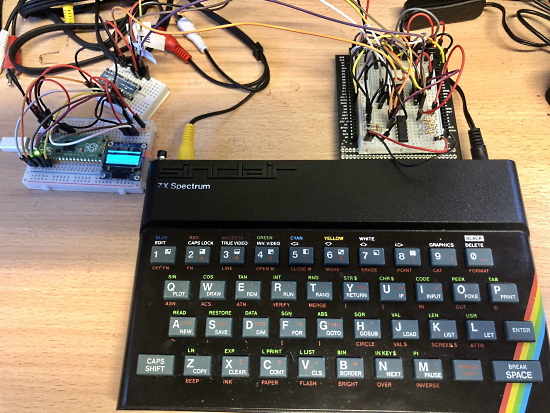 sinclair
ZX Spectrum
BLUE RED MAGENTA GREEN CYAN YELLOW WHITE BLACK
EDIT CAPS LOCK TRUE VIDEO INV. VIDEO GRAPHICS DELETE
1 2 3 4 5 6 7 8 9 0
DEF FN FN LINE OPEN # CLOSE # MOVE ERASE POINT CAT FORMAT
SIN COS TAN INT RND STR $ CHR $ CODE PEEK TAB
Q PLOT W DRAW E REM R RUN T RAND Y RETURN U IF I INPUT O POKE P PRINT
ASN ACS ATN VERIFY MERGE [ ] IN OUT ©
READ RESTORE DATA SGN ABS SQR VAL LEN USR
A NEW S SAVE D DIM F FOR G GOTO H GOSUB J LOAD K LIST L LET ENTER
CIRCLE VAL $ SCREEN $ ATTR
LN EXP L PRINT L LIST BIN INKEY $ PI
CAPS SHIFT Z COPY X CLEAR C CONT V CLS B BORDER N NEXT M PAUSE BREAK SPACE
BEEP INK PAPER FLASH BRIGHT OVER INVERSE